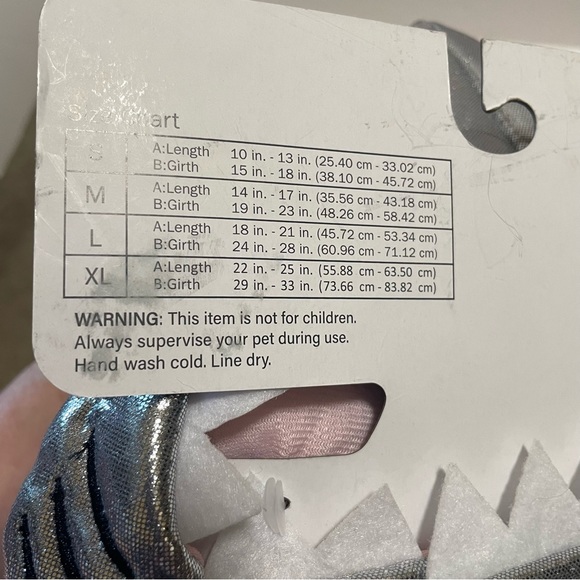 Size Chart
S A:Length 10 in. - 13 in. (25.40 cm - 33.02 cm)
B:Girth 15 in. - 18 in. (38.10 cm - 45.72 cm)
M A:Length 14 in. - 17 in. (35.56 cm - 43.18 cm)
B:Girth 19 in. - 23 in. (48.26 cm - 58.42 cm)
L A:Length 18 in. - 21 in. (45.72 cm - 53.34 cm)
B:Girth 24 in. - 28 in. (60.96 cm - 71.12 cm)
XL A:Length 22 in. - 25 in. (55.88 cm - 63.50 cm)
B:Girth 29 in. - 33 in. (73.66 cm - 83.82 cm)
WARNING: This item is not for children.
Always supervise your pet during use.
Hand wash cold. Line dry.